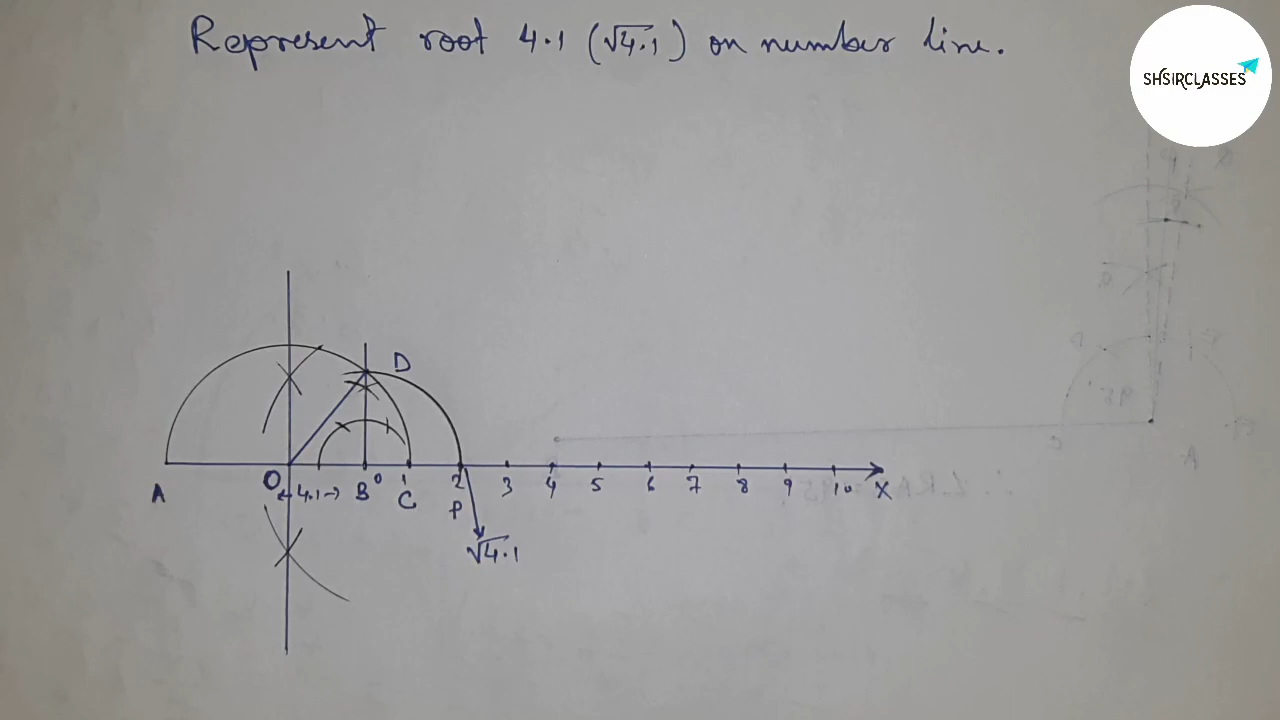 Represent root 4.1 (√4.1) on number line.
SHSIRCLASSES
D
A O ←4.1→ B 0 1 2 3 4 5 6 7 8 9 10 X
C P
√4.1